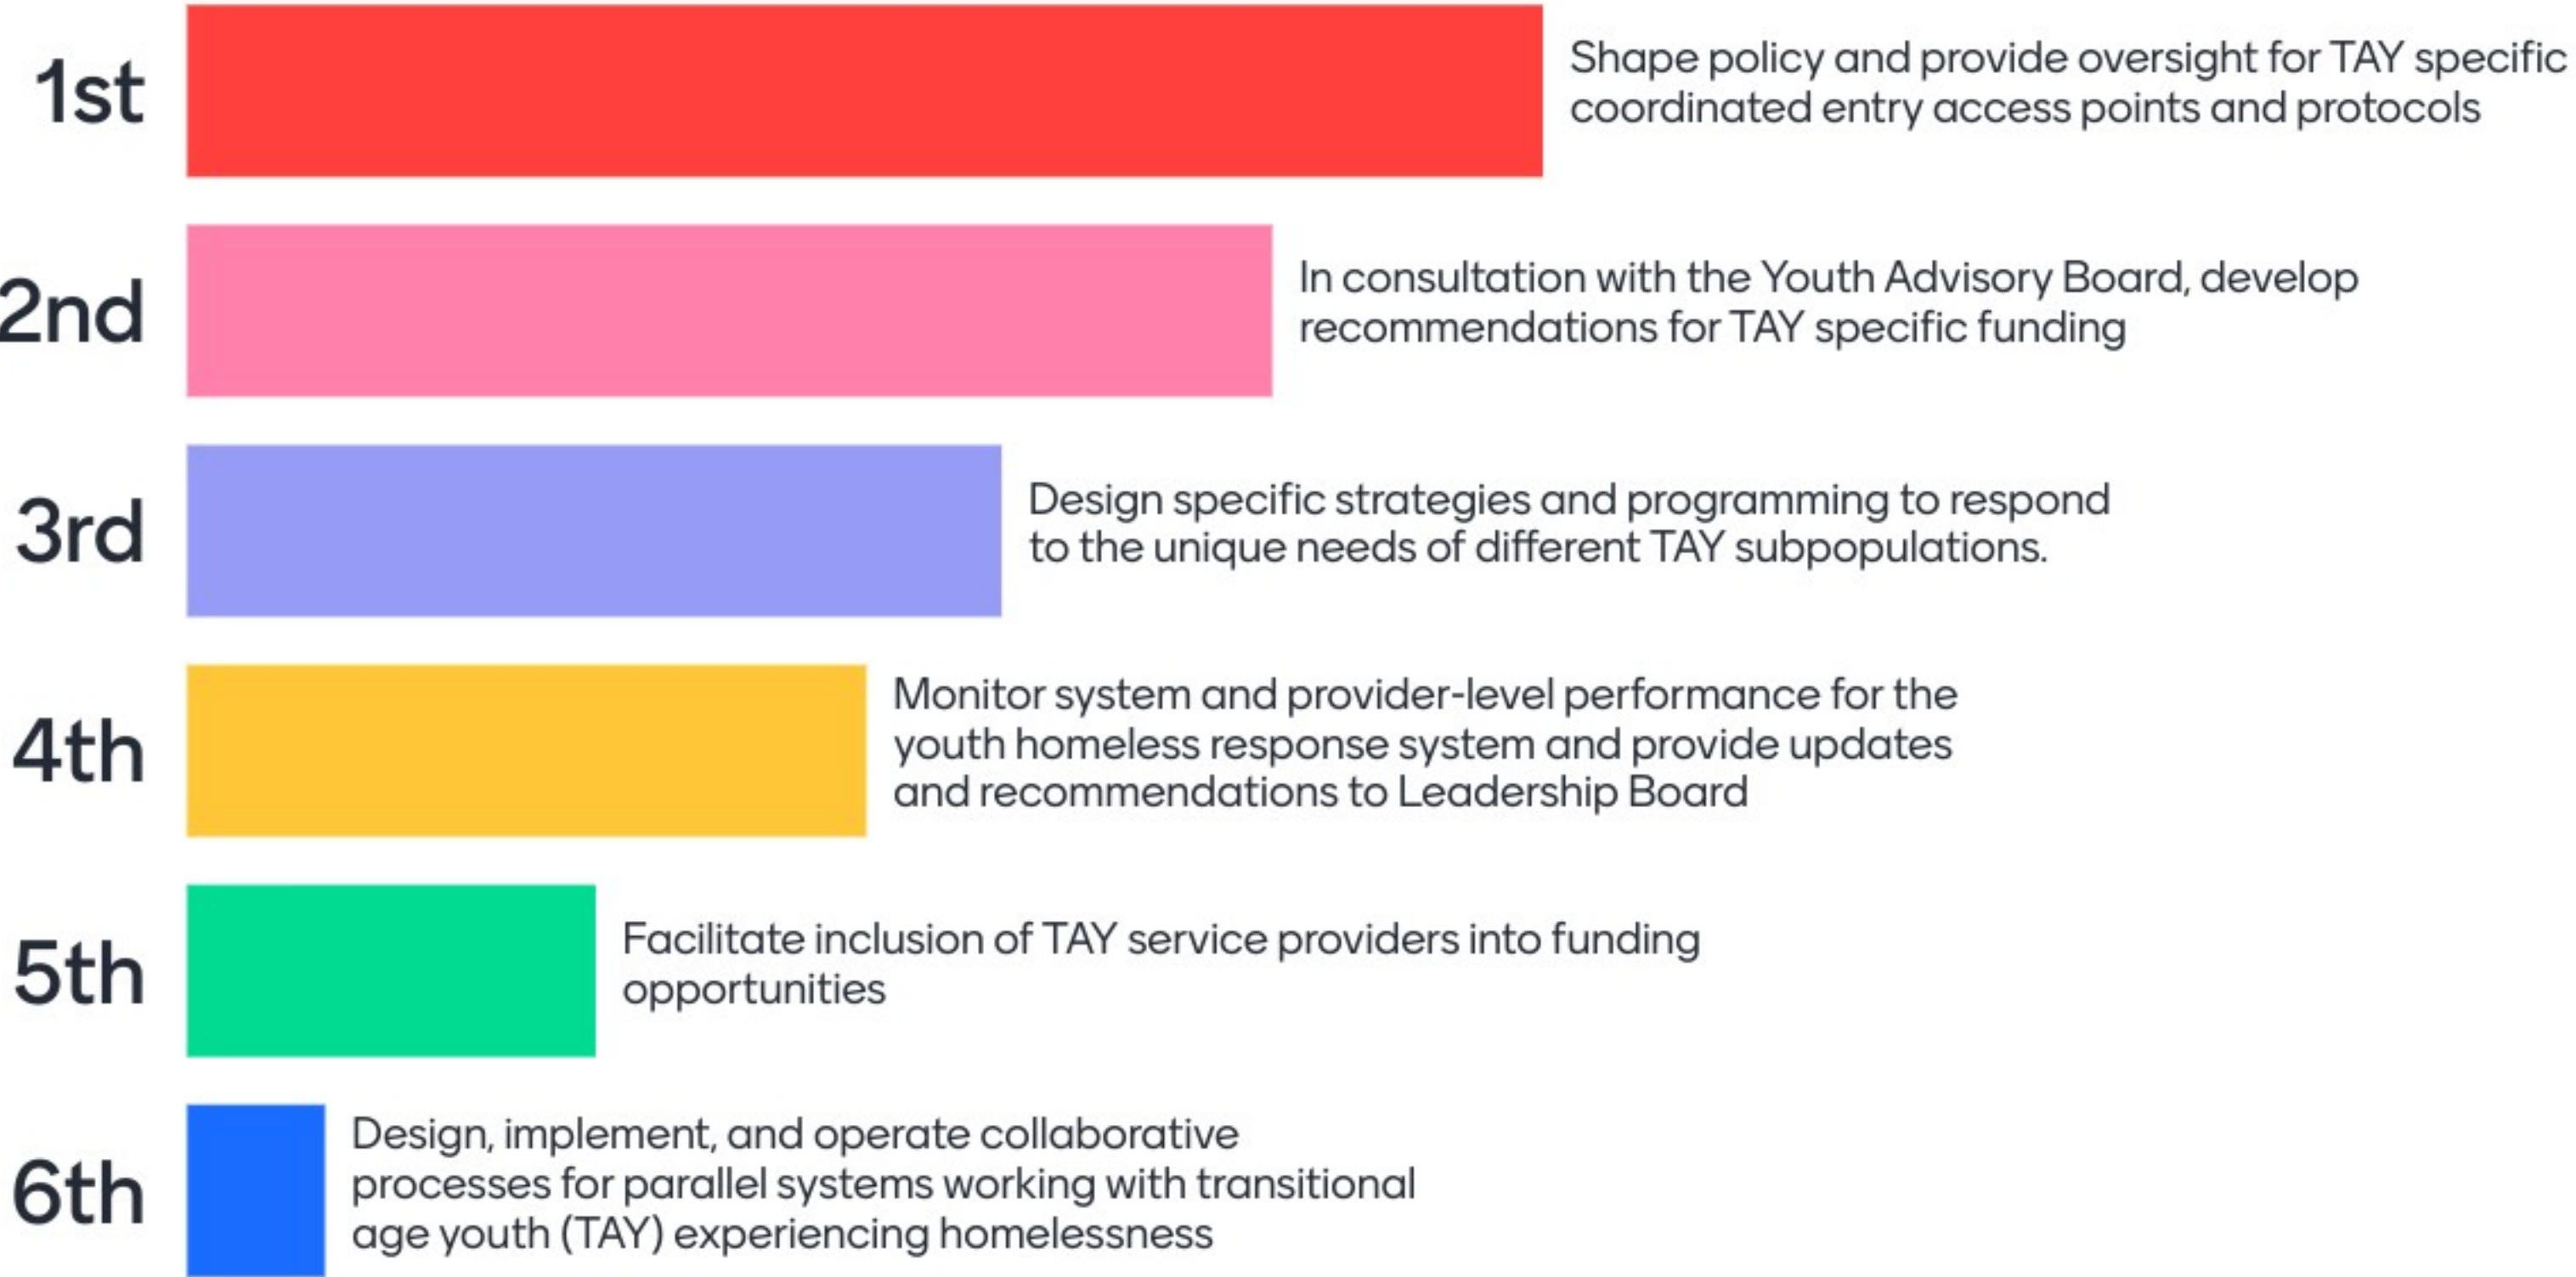 1st
Shape policy and provide oversight for TAY specific
coordinated entry access points and protocols
2nd
In consultation with the Youth Advisory Board, develop
recommendations for TAY specific funding
3rd
Design specific strategies and programming to respond
to the unique needs of different TAY subpopulations.
4th
Monitor system and provider-level performance for the
youth homeless response system and provide updates
and recommendations to Leadership Board
5th
Facilitate inclusion of TAY service providers into funding
opportunities
6th
Design, implement, and operate collaborative
processes for parallel systems working with transitional
age youth (TAY) experiencing homelessness